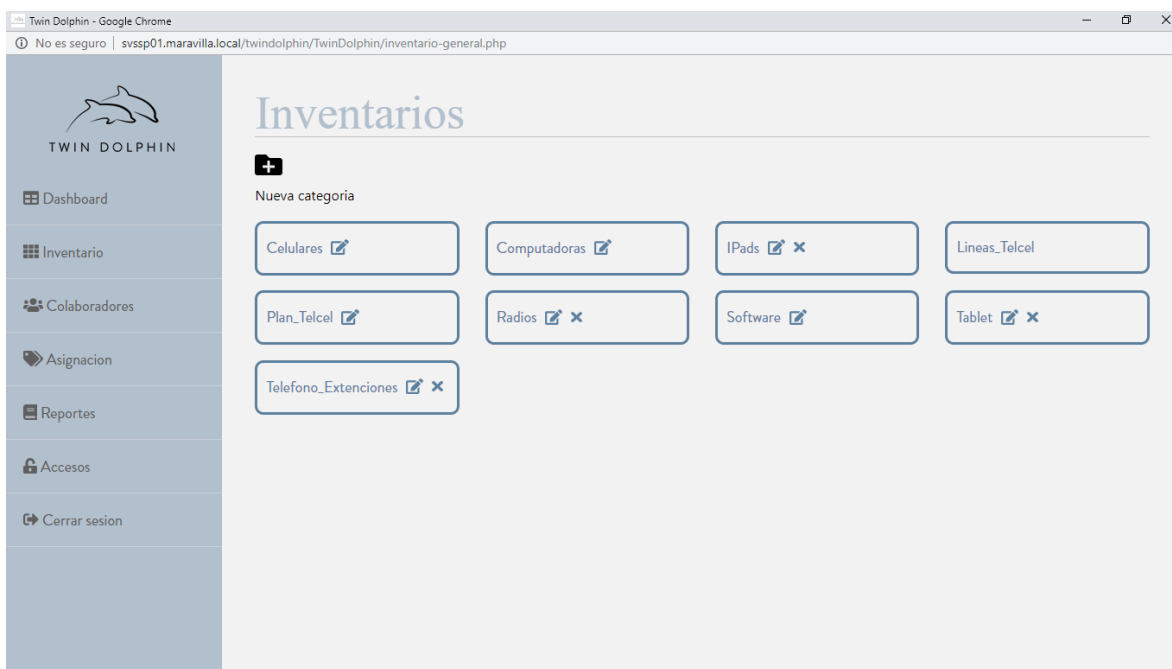 Twin Dolphin - Google Chrome
No es seguro | svssp01.maravilla.local/twindolphin/TwinDolphin/inventario-general.php
TWIN DOLPHIN
Dashboard
Inventario
Colaboradores
Asignacion
Reportes
Accesos
Cerrar sesion
Inventarios
Nueva categoria
Celulares
Computadoras
IPads
Lineas_Telcel
Plan_Telcel
Radios
Software
Tablet
Telefono_Extenciones